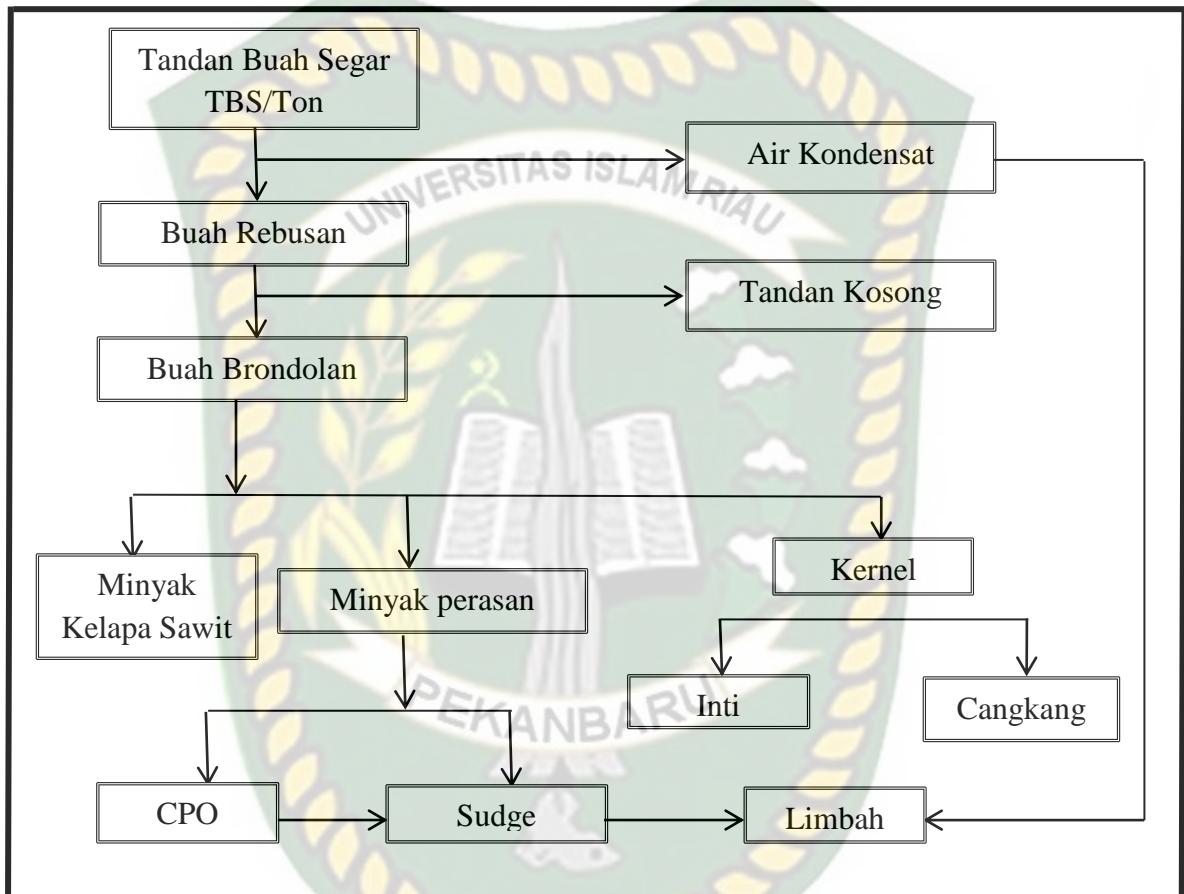 Tandan Buah Segar
TBS/Ton
Air Kondensat
UNIVERSITAS ISLAM RIAU
Buah Rebusan
Tandan Kosong
Buah Brondolan
Kernel
Minyak
Kelapa Sawit
Minyak perasan
Inti
Cangkang
PEKANBARU
CPO
Sudge
Limbah